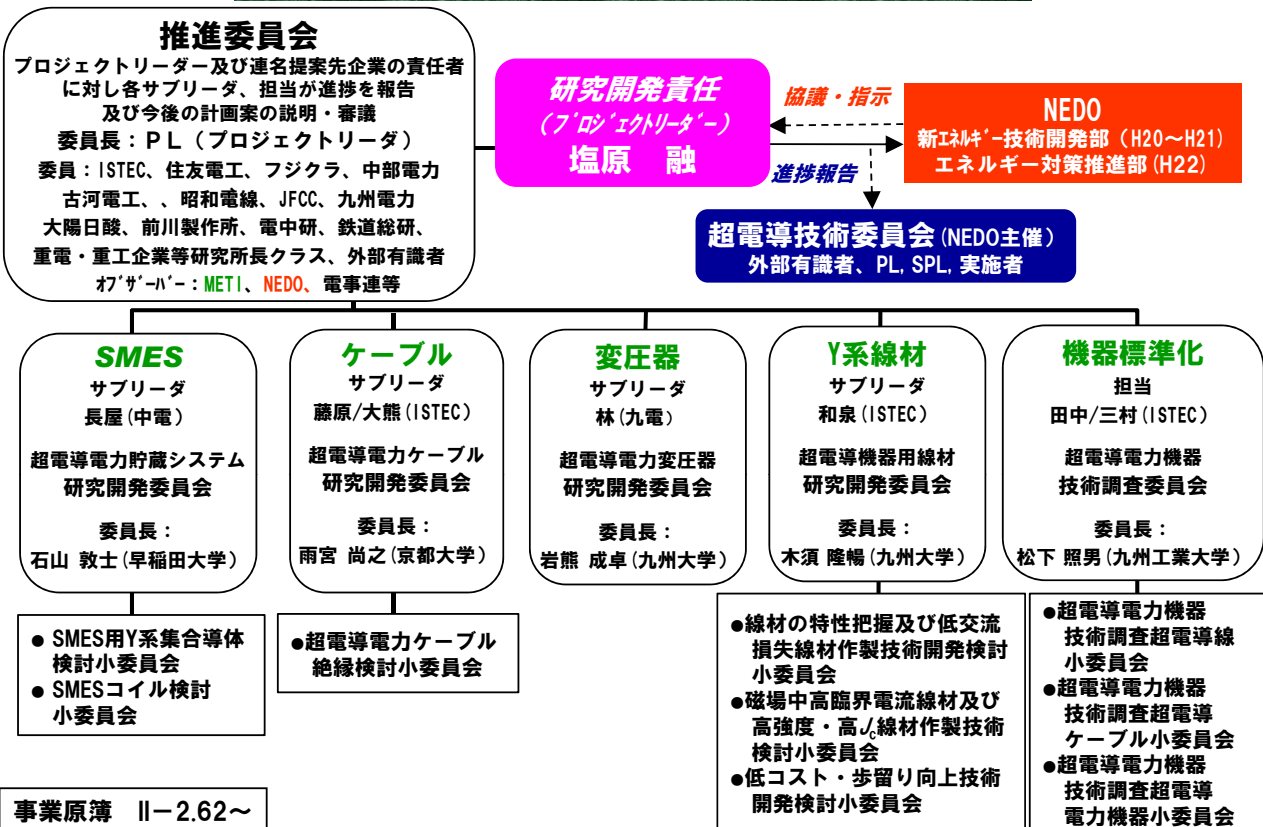 推進委員会
プロジェクトリーダー及び連名提案先企業の責任者
に対し各サブリーダ、担当が進捗を報告
及び今後の計画案の説明・審議
委員長：ＰＬ（プロジェクトリーダ）
委員：ISTEC、住友電工、フジクラ、中部電力
古河電工、、昭和電線、JFCC、九州電力
大陽日酸、前川製作所、電中研、鉄道総研、
重電・重工企業等研究所長クラス、外部有識者
ｵﾌﾞｻﾞｰﾊﾞｰ：METI、NEDO、電事連等
研究開発責任
（ﾌﾟﾛｼﾞｪｸﾄﾘｰﾀﾞｰ）
塩原　融
協議・指示
進捗報告
NEDO
新ｴﾈﾙｷﾞｰ技術開発部（H20～H21）
エネルギー対策推進部(H22)
超電導技術委員会(NEDO主催）
外部有識者、PL, SPL, 実施者
SMES
サブリーダ
長屋(中電)
超電導電力貯蔵システム
研究開発委員会
委員長：
石山 敦士(早稲田大学)
● SMES用Y系集合導体
検討小委員会
● SMESコイル検討
小委員会
ケーブル
サブリーダ
藤原/大熊(ISTEC)
超電導電力ケーブル
研究開発委員会
委員長：
雨宮 尚之(京都大学)
●超電導電力ケーブル
絶縁検討小委員会
変圧器
サブリーダ
林(九電)
超電導電力変圧器
研究開発委員会
委員長：
岩熊 成卓(九州大学)
Y系線材
サブリーダ
和泉(ISTEC)
超電導機器用線材
研究開発委員会
委員長：
木須 隆暢(九州大学)
●線材の特性把握及び低交流
損失線材作製技術開発検討
小委員会
●磁場中高臨界電流線材及び
高強度・高Jc線材作製技術
検討小委員会
●低コスト・歩留り向上技術
開発検討小委員会
機器標準化
担当
田中/三村(ISTEC)
超電導電力機器
技術調査委員会
委員長：
松下 照男(九州工業大学)
●超電導電力機器
技術調査超電導線
小委員会
●超電導電力機器
技術調査超電導
ケーブル小委員会
●超電導電力機器
技術調査超電導
電力機器小委員会
事業原簿　Ⅱ－2.62～